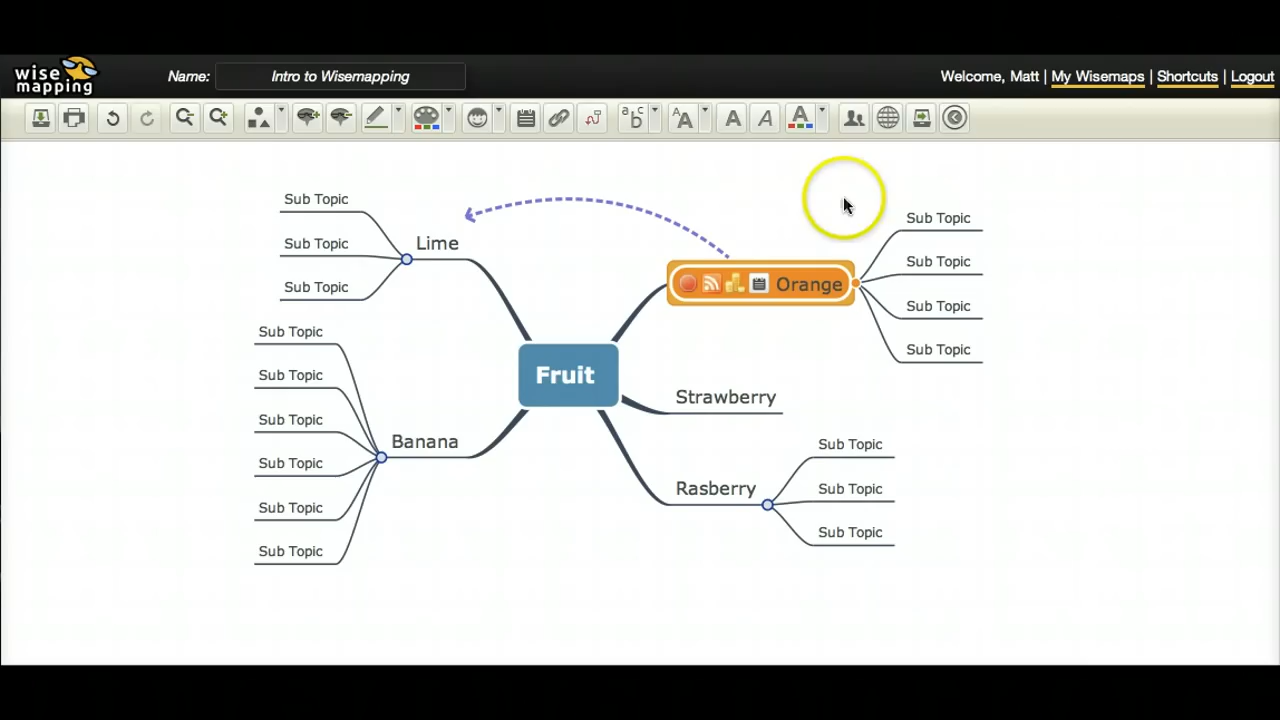 wise
mapping
Name: Intro to Wisemapping
Welcome, Matt | My Wisemaps | Shortcuts | Logout
Sub Topic
Sub Topic
Sub Topic
Lime
Sub Topic
Sub Topic
Sub Topic
Sub Topic
Sub Topic
Sub Topic
Banana
Fruit
Orange
Sub Topic
Sub Topic
Sub Topic
Sub Topic
Strawberry
Rasberry
Sub Topic
Sub Topic
Sub Topic